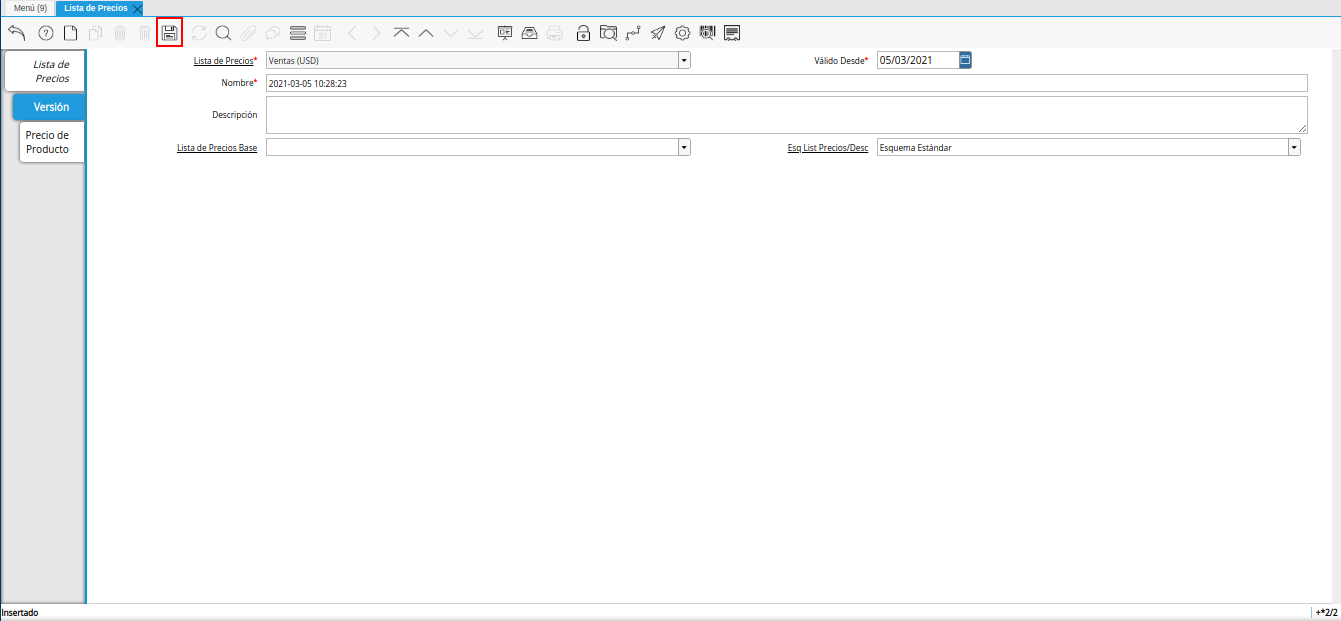 Menú (9) Lista de Precios
Lista de
Precios
Versión
Precio de
Producto
Lista de Precios* Ventas (USD) Válido Desde* 05/03/2021
Nombre* 2021-03-05 10:28:23
Descripción
Lista de Precios Base Esq List Precios/Desc Esquema Estándar
Insertado +*2/2